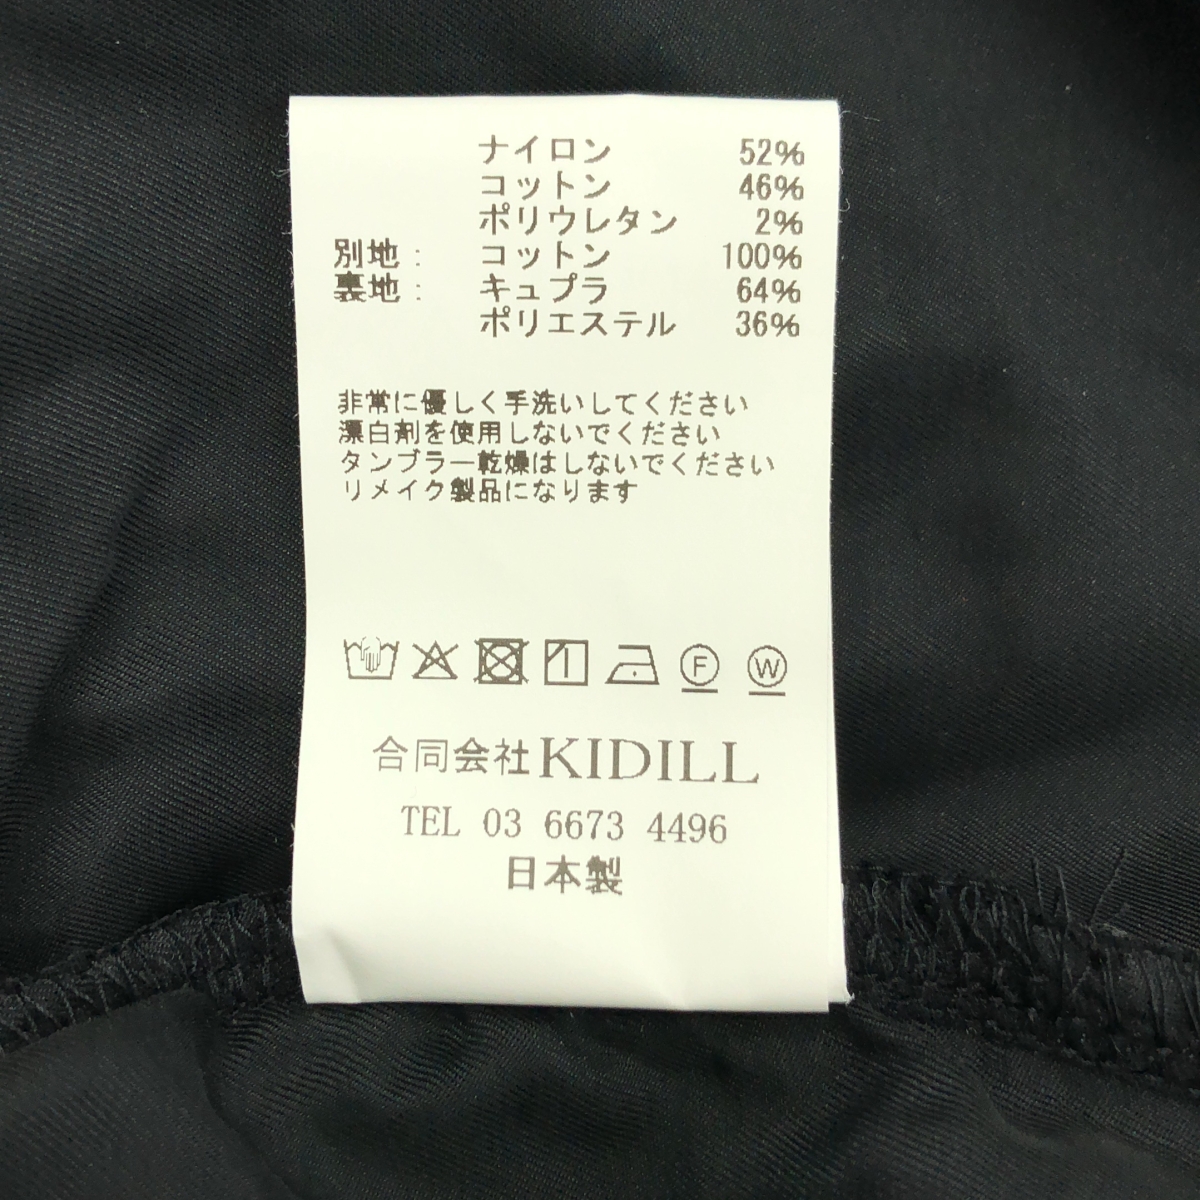 ナイロン 52%
コットン 46%
ポリウレタン 2%
別地: コットン 100%
裏地: キュプラ 64%
ポリエステル 36%
非常に優しく手洗いしてください
漂白剤を使用しないでください
タンブラー乾燥はしないでください
リメイク製品になります
F W
合同会社KIDILL
TEL 03 6673 4496
日本製